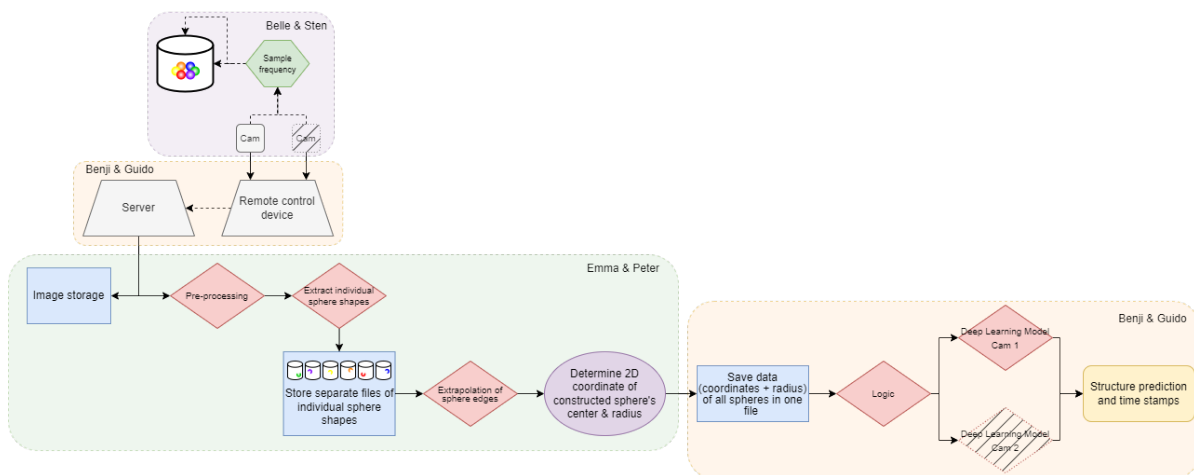 Belle & Sten
Sample
frequency
Cam
Cam
Benji & Guido
Server
Remote control
device
Emma & Peter
Image storage
Pre-processing
Extract individual
sphere shapes
Store separate files of
individual sphere
shapes
Extrapolation of
sphere edges
Determine 2D
coordinate of
constructed sphere's
center & radius
Benji & Guido
Save data
(coordinates + radius)
of all spheres in one
file
Logic
Deep Learning Model
Cam 1
Deep Learning Model
Cam 2
Structure prediction
and time stamps